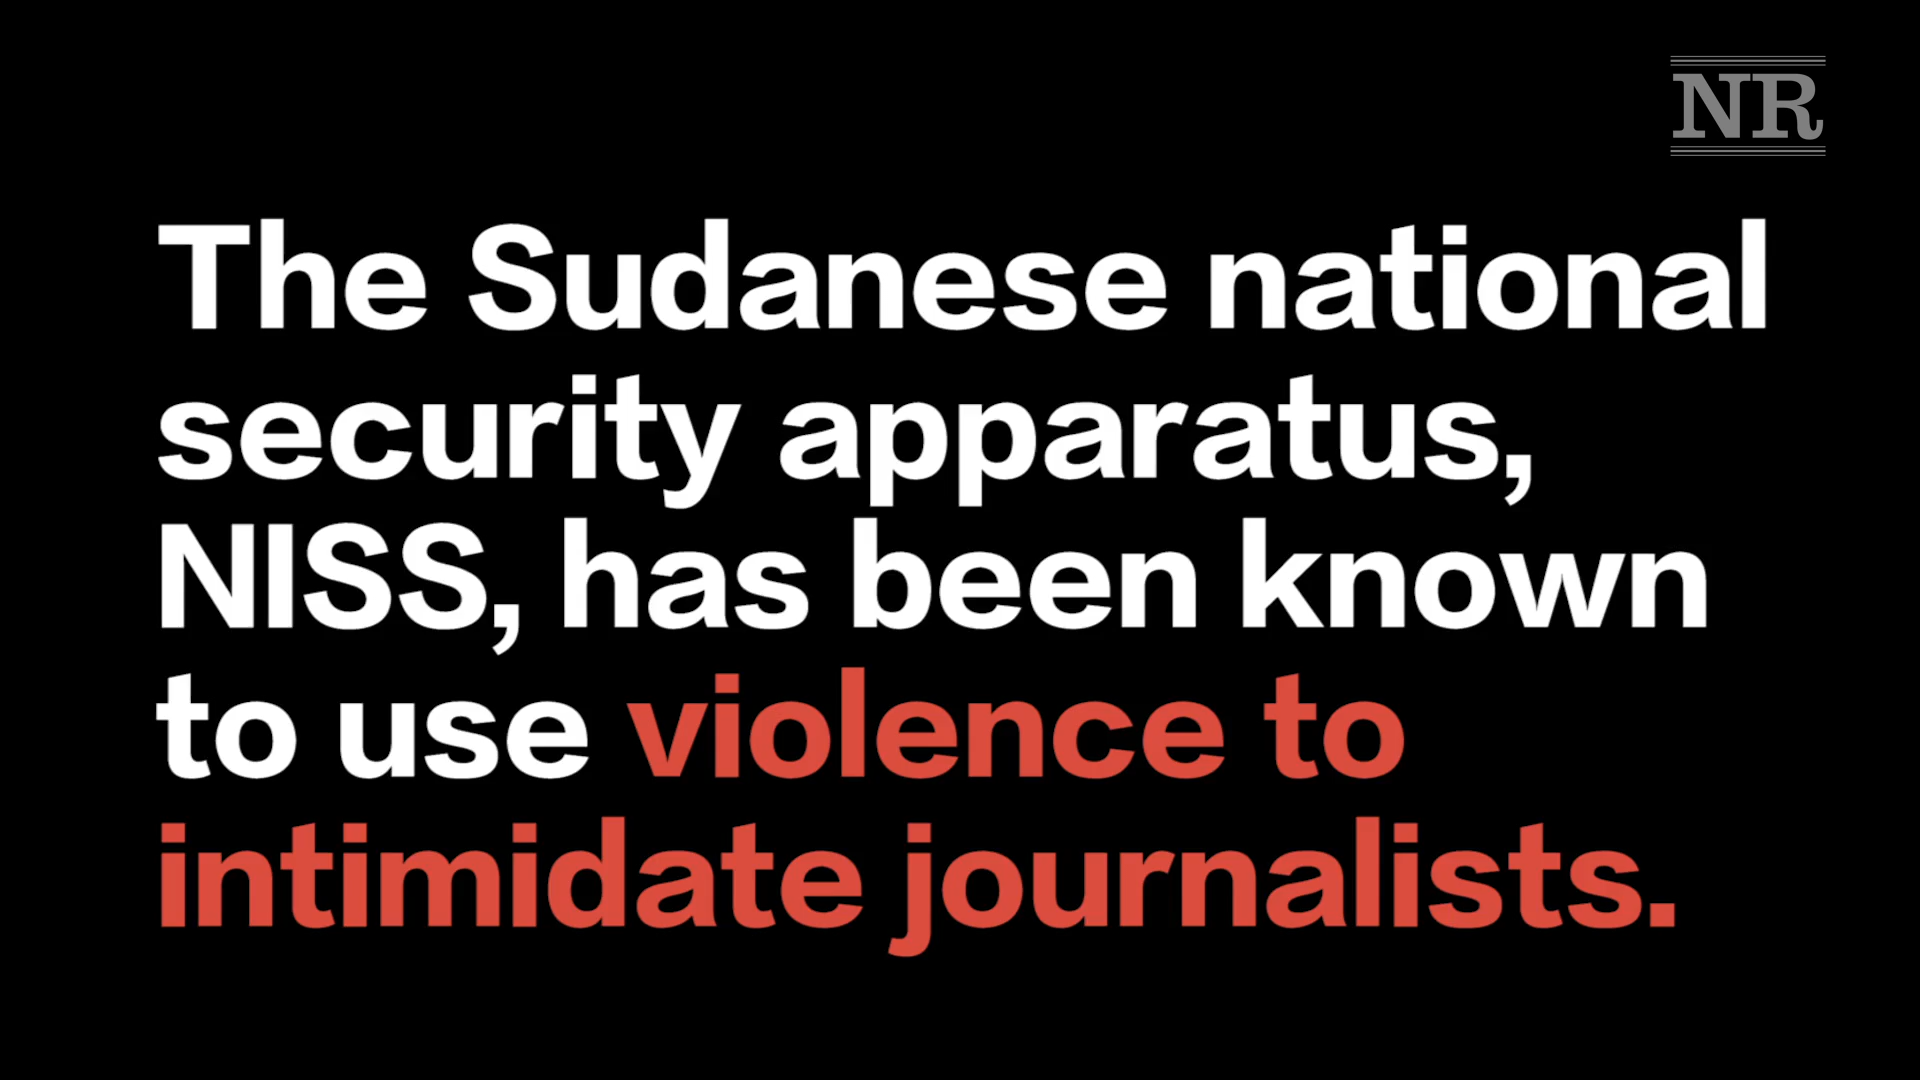 NR
The Sudanese national
security apparatus,
NISS, has been known
to use violence to
intimidate journalists.